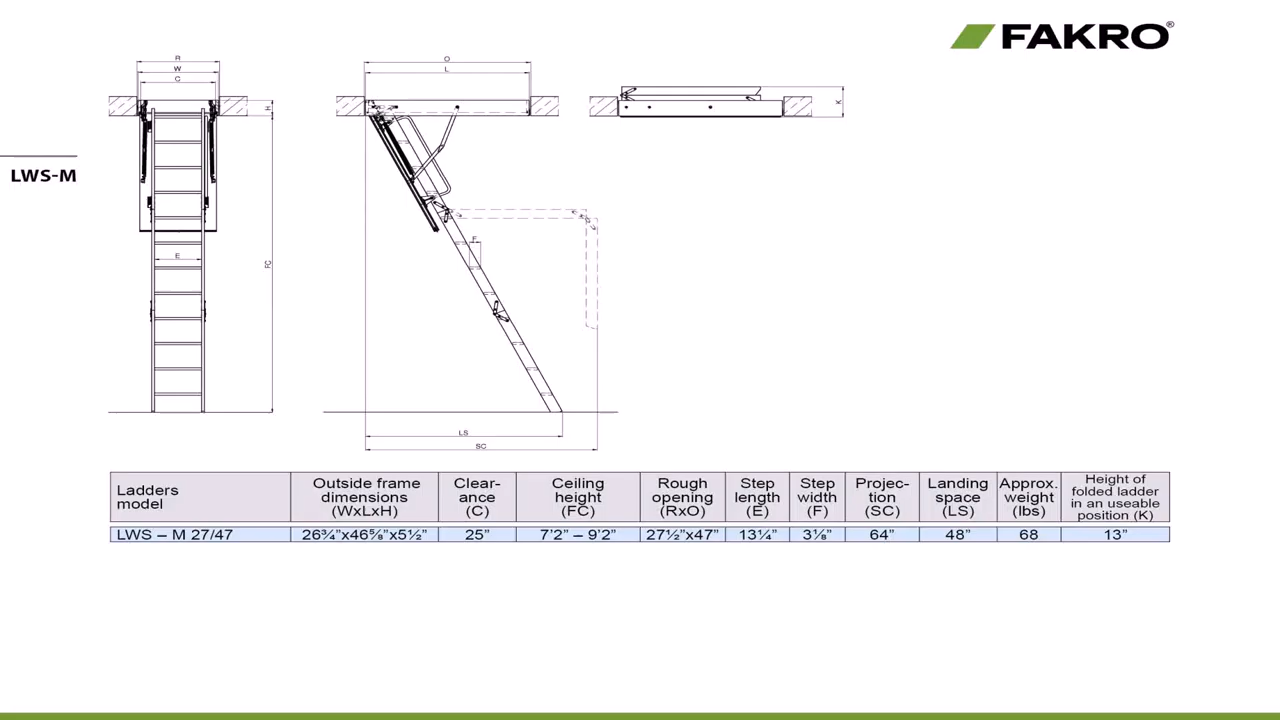 FAKRO®
R
W
C
H
O
L
K
LWS-M
E
FC
F
LS
SC
Ladders model
Outside frame dimensions (WxLxH)
Clear-ance (C)
Ceiling height (FC)
Rough opening (RxO)
Step length (E)
Step width (F)
Projec-tion (SC)
Landing space (LS)
Approx. weight (lbs)
Height of folded ladder in an useable position (K)
LWS – M 27/47
26¾”x46⅝”x5½”
25”
7’2” – 9’2”
27½”x47”
13¼”
3⅛”
64”
48”
68
13”